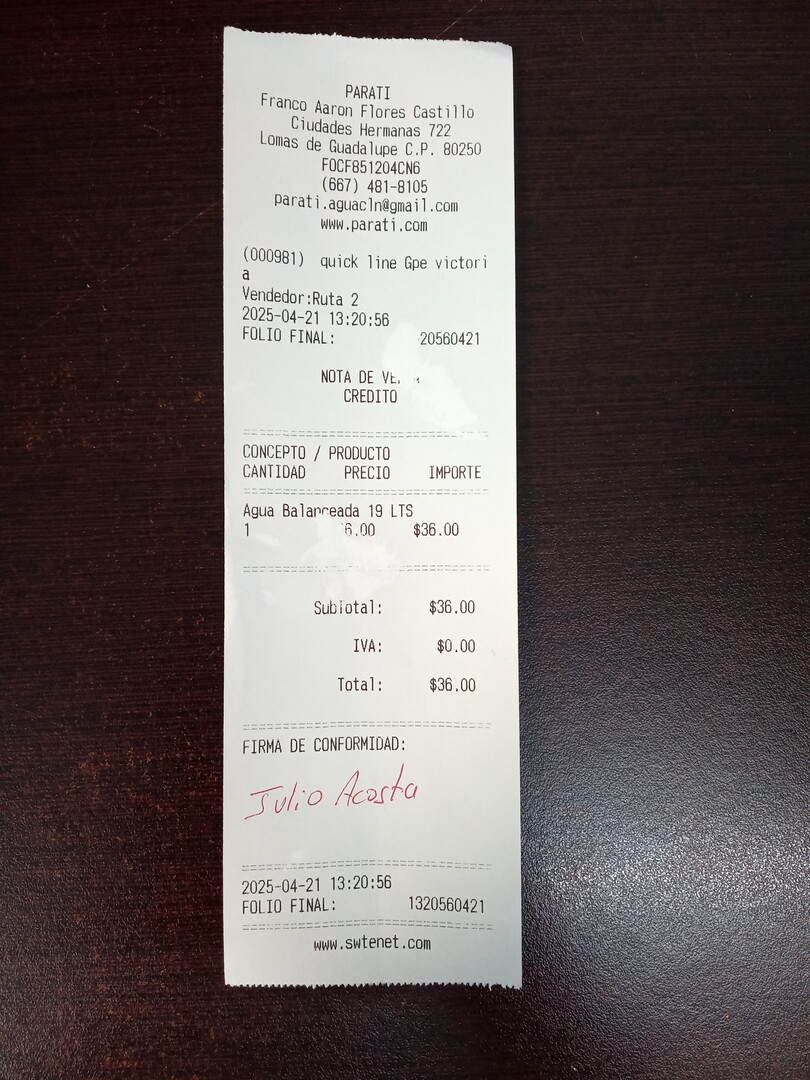 PARATI
Franco Aaron Flores Castillo
Ciudades Hermanas 722
Lomas de Guadalupe C.P. 80250
FOCF851204CN6
(667) 481-8105
parati.aguacln@gmail.com
www.parati.com
(000981) quick line Gpe victori
a
Vendedor:Ruta 2
2025-04-21 13:20:56
FOLIO FINAL: 20560421
NOTA DE
CREDITO
CONCEPTO / PRODUCTO
CANTIDAD PRECIO IMPORTE
Agua Balanceada 19 LTS
1 6.00 $36.00
Subtotal: $36.00
IVA: $0.00
Total: $36.00
FIRMA DE CONFORMIDAD:
Julio Acosta
2025-04-21 13:20:56
FOLIO FINAL: 1320560421
www.swtenet.com